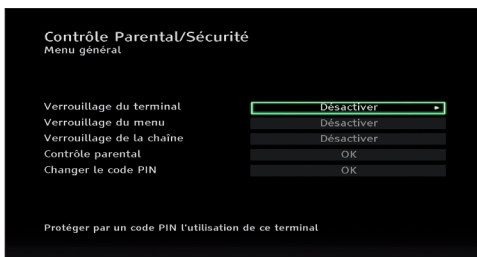 Contrôle Parental/Sécurité
Menu général
Verrouillage du terminal Désactiver
Verrouillage du menu Désactiver
Verrouillage de la chaîne Désactiver
Contrôle parental OK
Changer le code PIN OK
Protéger par un code PIN l'utilisation de ce terminal